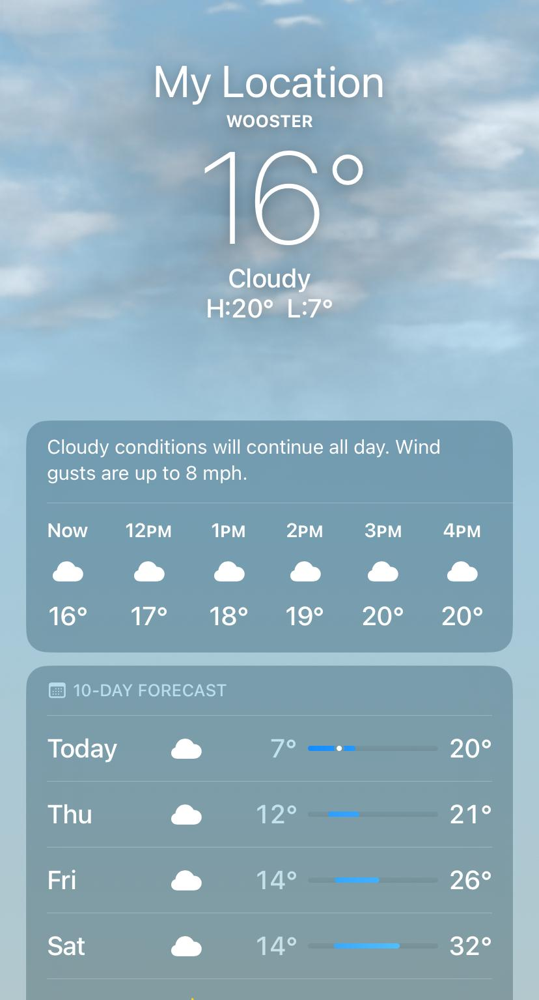 My Location
WOOSTER
16°
Cloudy
H:20° L:7°
Cloudy conditions will continue all day. Wind
gusts are up to 8 mph.
Now 12PM 1PM 2PM 3PM 4PM
16° 17° 18° 19° 20° 20°
10-DAY FORECAST
Today 7° 20°
Thu 12° 21°
Fri 14° 26°
Sat 14° 32°